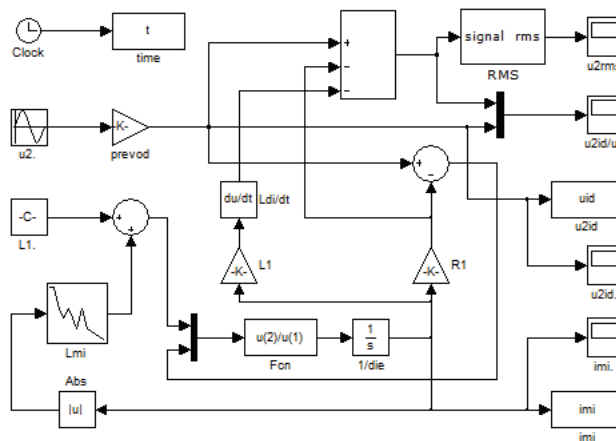 t
Clock
time
signal rms
RMS
u2rms
+
−
−
u2.
-K-
prevod
u2id/u
+
−
du/dt
Ldi/dt
uid
u2id
-C-
L1.
+
+
-K-
L1
-K-
R1
u2id.
Lmi
u(2)/u(1)
Fcn
1
s
1/die
imi.
Abs
|u|
imi
imi